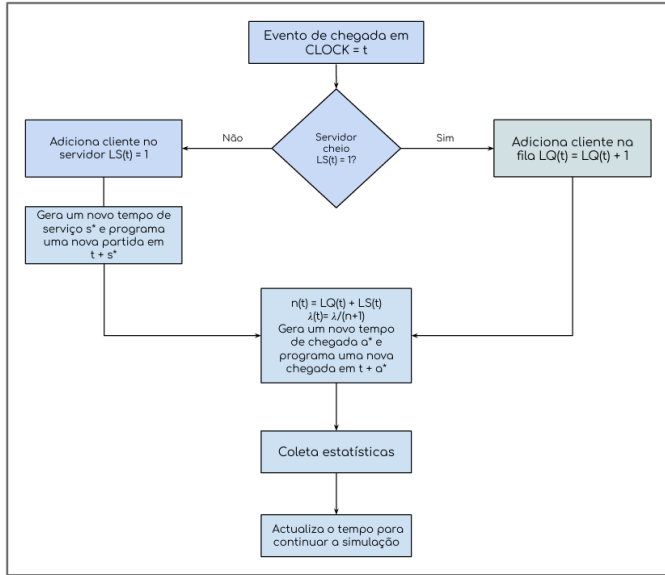 Evento de chegada em
CLOCK = t
Não
Servidor
cheio
LS(t) = 1?
Sim
Adiciona cliente no
servidor LS(t) = 1
Adiciona cliente na
fila LQ(t) = LQ(t) + 1
Gera um novo tempo de
serviço s* e programa
uma nova partida em
t + s*
n(t) = LQ(t) + LS(t)
λ(t)= λ/(n+1)
Gera um novo tempo
de chegada a* e
programa uma nova
chegada em t + a*
Coleta estatísticas
Actualiza o tempo para
continuar a simulação